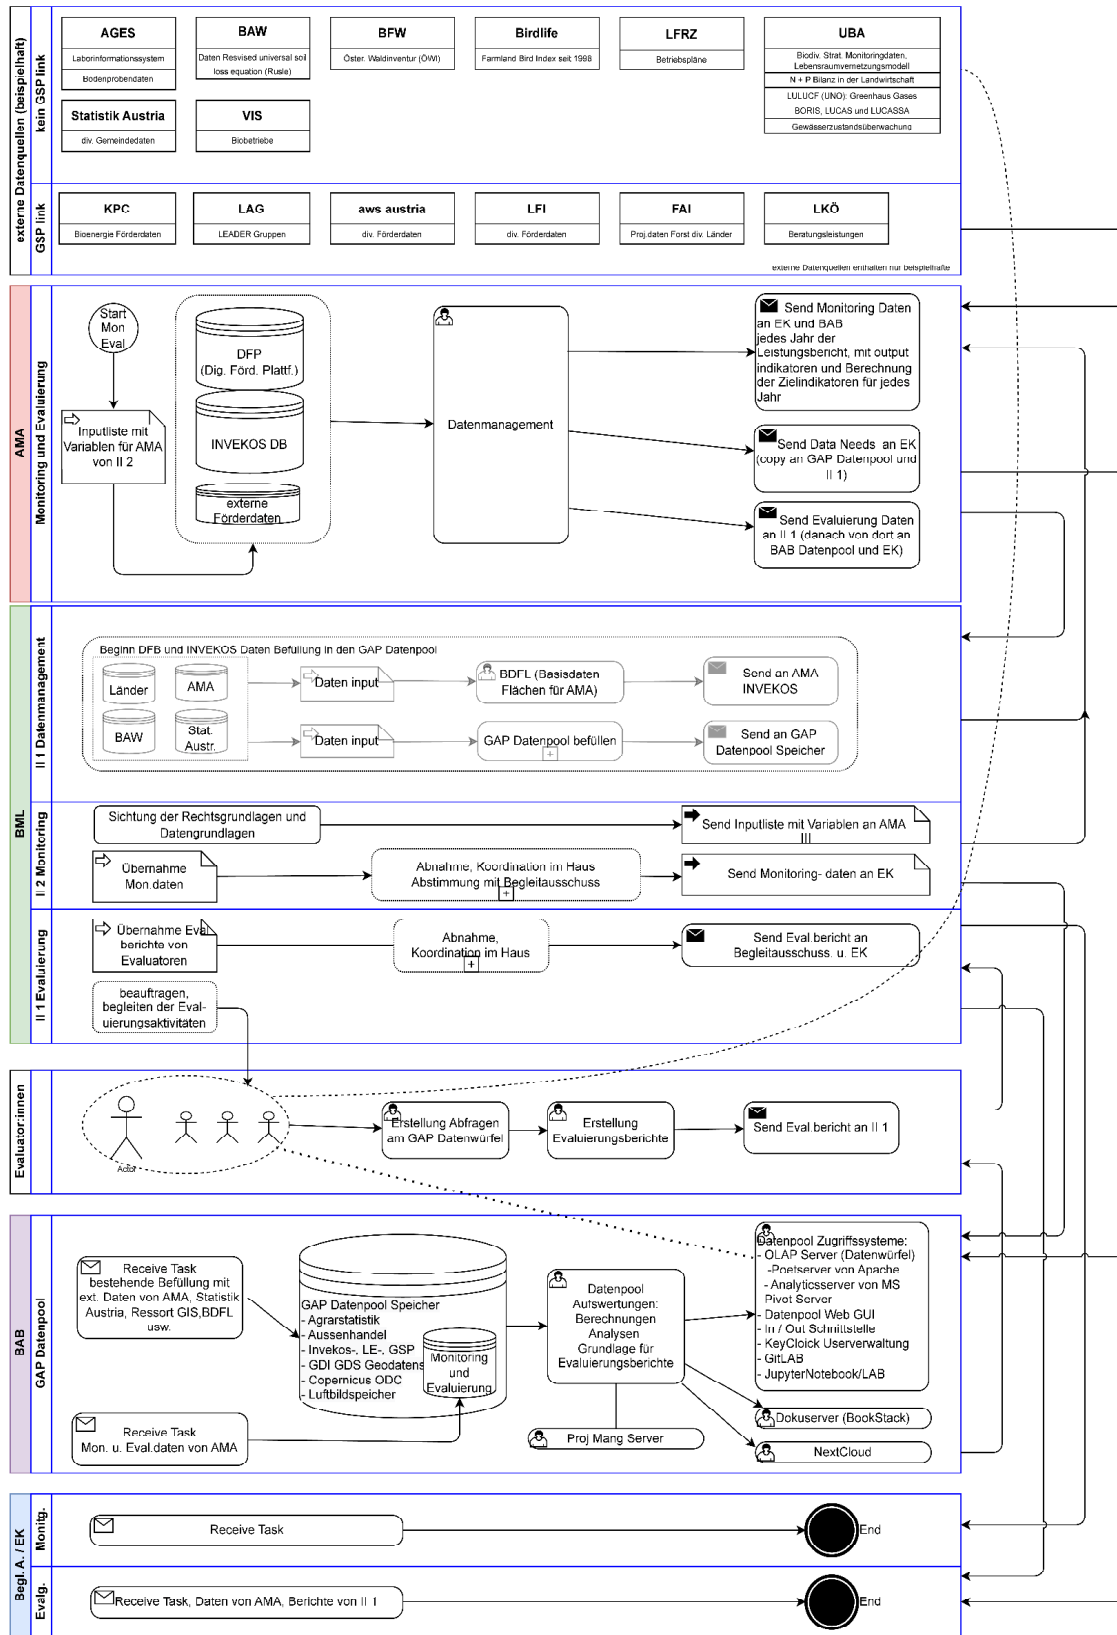 externe Datenquellen (beispielhaft)
kein GSP link
AGES
Laborinformationssystem
Bodenprobendaten
BAW
Daten Resvised universal soil
loss equation (Rusle)
BFW
Öster. Waldinventur (ÖWI)
Birdlife
Farmland Bird Index seit 1998
LFRZ
Betriebspläne
UBA
Biodiv. Strat. Monitoringdaten,
Lebensraumvernetzungsmodell
N + P Bilanz in der Landwirtschaft
LULUCF (UNO): Greenhaus Gases
BORIS, LUCAS und LUCASSA
Gewässerzustandsüberwachung
Statistik Austria
div. Gemeindedaten
VIS
Biobetriebe
GSP link
KPC
Bioenergie Förderdaten
LAG
LEADER Gruppen
aws austria
div. Förderdaten
LFI
div. Förderdaten
FAI
Proj.daten Forst div. Länder
LKÖ
Beratungsleistungen
externe Datenquellen enthalten nur beispielhafte
AMA
Monitoring und Evaluierung
Start
Mon
Eval.
Inputliste mit
Variablen für AMA
von II 2
DFP
(Dig. Förd. Plattf.)
INVEKOS DB
externe
Förderdaten
Datenmanagement
Send Monitoring Daten
an EK und BAB
jedes Jahr der
Leistungsbericht, mit output
indikatoren und Berechnung
der Zielindikatoren für jedes
Jahr
Send Data Needs an EK
(copy an GAP Datenpool und
II 1)
Send Evaluierung Daten
an II 1 (danach von dort an
BAB Datenpool und EK)
BML
III 1 Datenmanagement
Beginn DFB und INVEKOS Daten Befüllung in den GAP Datenpool
Länder
AMA
BAW
Stat.
Austr.
Daten input
BDFL (Basisdaten
Flächen für AMA)
Send an AMA
INVEKOS
Daten input
GAP Datenpool befüllen
Send an GAP
Datenpool Speicher
II 2 Monitoring
Sichtung der Rechtsgrundlagen und
Datengrundlagen
Send Inputliste mit Variablen an AMA
III
Übernahme
Mon.daten
Abnahme, Koordination im Haus
Abstimmung mit Begleitausschuss
Send Monitoring- daten an EK
II 1 Evaluierung
Übernahme Eval
berichte von
Evaluatoren
Abnahme,
Koordination im Haus
Send Eval.bericht an
Begleitausschuss. u. EK
beauftragen,
begleiten der Eval-
uierungsaktivitäten
Evaluator:innen
Actor
Erstellung Abfragen
am GAP Datenwürfel
Erstellung
Evaluierungsberichte
Send Eval.bericht an II 1
BAB
GAP Datenpool
Receive Task
bestehende Befüllung mit
ext. Daten von AMA, Statistik
Austria, Ressort GIS,BDFL
usw.
Receive Task
Mon. u. Eval.daten von AMA
GAP Datenpool Speicher
- Agrarstatistik
- Aussenhandel
- Invekos-, LE-, GSP
- GDI GDS Geodatens
- Copernicus ODC
- Luftbildspeicher
Monitoring
und
Evaluierung
Datenpool
Auswertungen:
Berechnungen
Analysen
Grundlage für
Evaluierungsberichte
Proj Mang Server
Datenpool Zugriffssysteme:
- OLAP Server (Datenwürfel)
-Poetserver von Apache
- Analyticsserver von MS
Pivot Server
- Datenpool Web GUI
- In / Out Schnittstelle
- KeyCloick Userverwaltung
- GitLAB
- JupyterNotebook/LAB
Dokuserver (BookStack)
NextCloud
Begl. A. / EK
Monitg.
Receive Task
End
Evalg.
Receive Task, Daten von AMA, Berichte von II 1
End